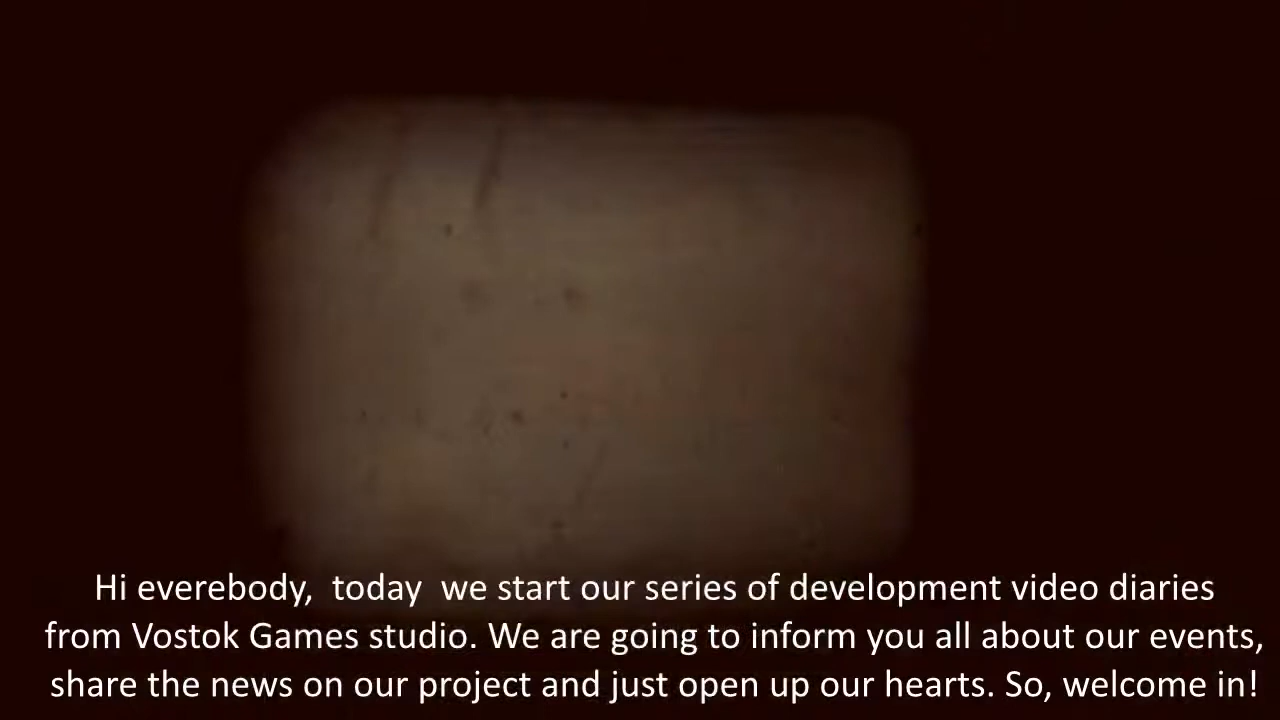 Hi everebody, today we start our series of development video diaries
from Vostok Games studio. We are going to inform you all about our events,
share the news on our project and just open up our hearts. So, welcome in!